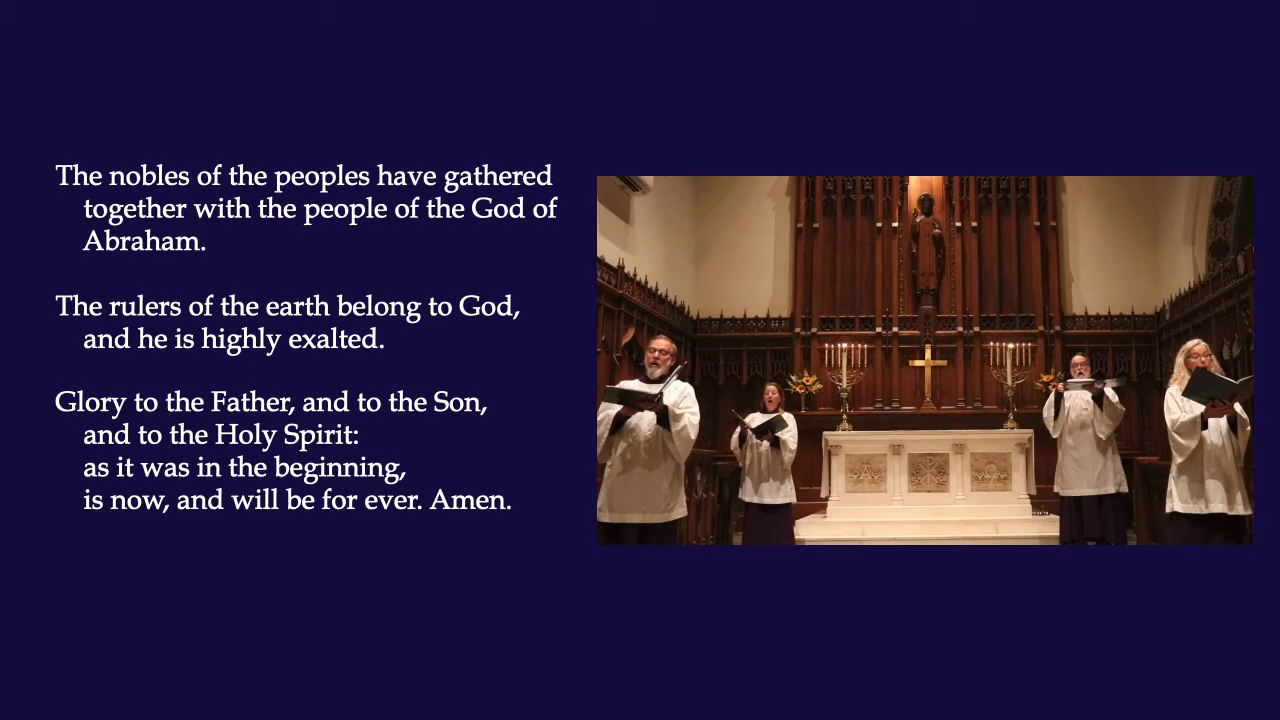 The nobles of the peoples have gathered
together with the people of the God of
Abraham.
The rulers of the earth belong to God,
and he is highly exalted.
Glory to the Father, and to the Son,
and to the Holy Spirit:
as it was in the beginning,
is now, and will be for ever. Amen.